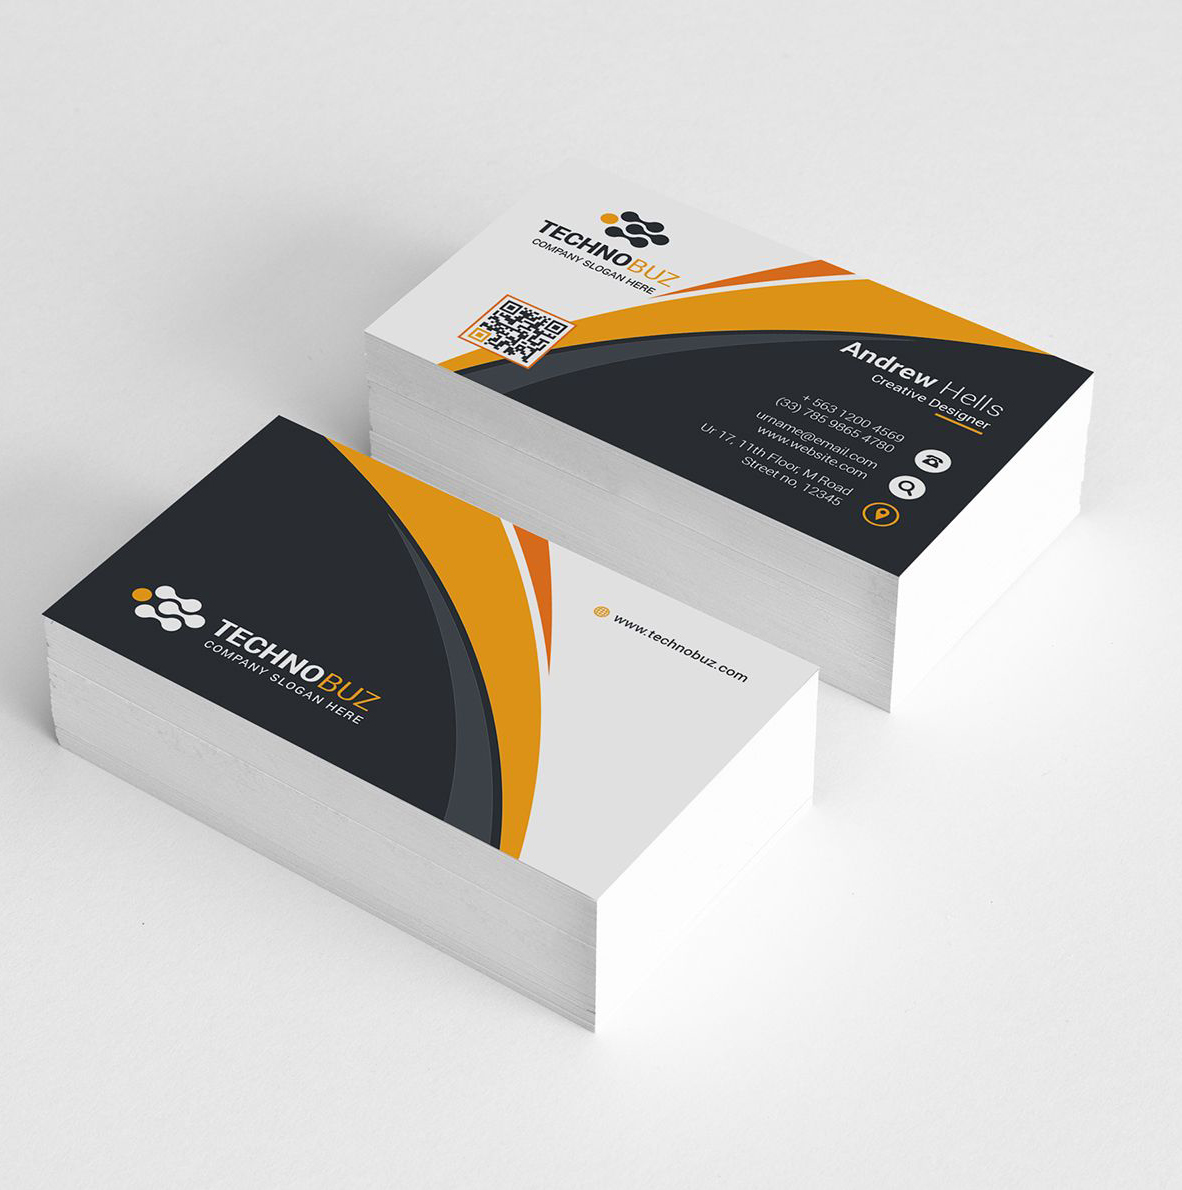 TECHNOBUZ
COMPANY SLOGAN HERE
Andrew Hells
Creative Designer
+ 563 1200 4569
(33) 785 9865 4780
urname@email.com
www.website.com
Ur 17, 11th Floor, M Road
Street no, 12345
TECHNOBUZ
COMPANY SLOGAN HERE
www.technobuz.com